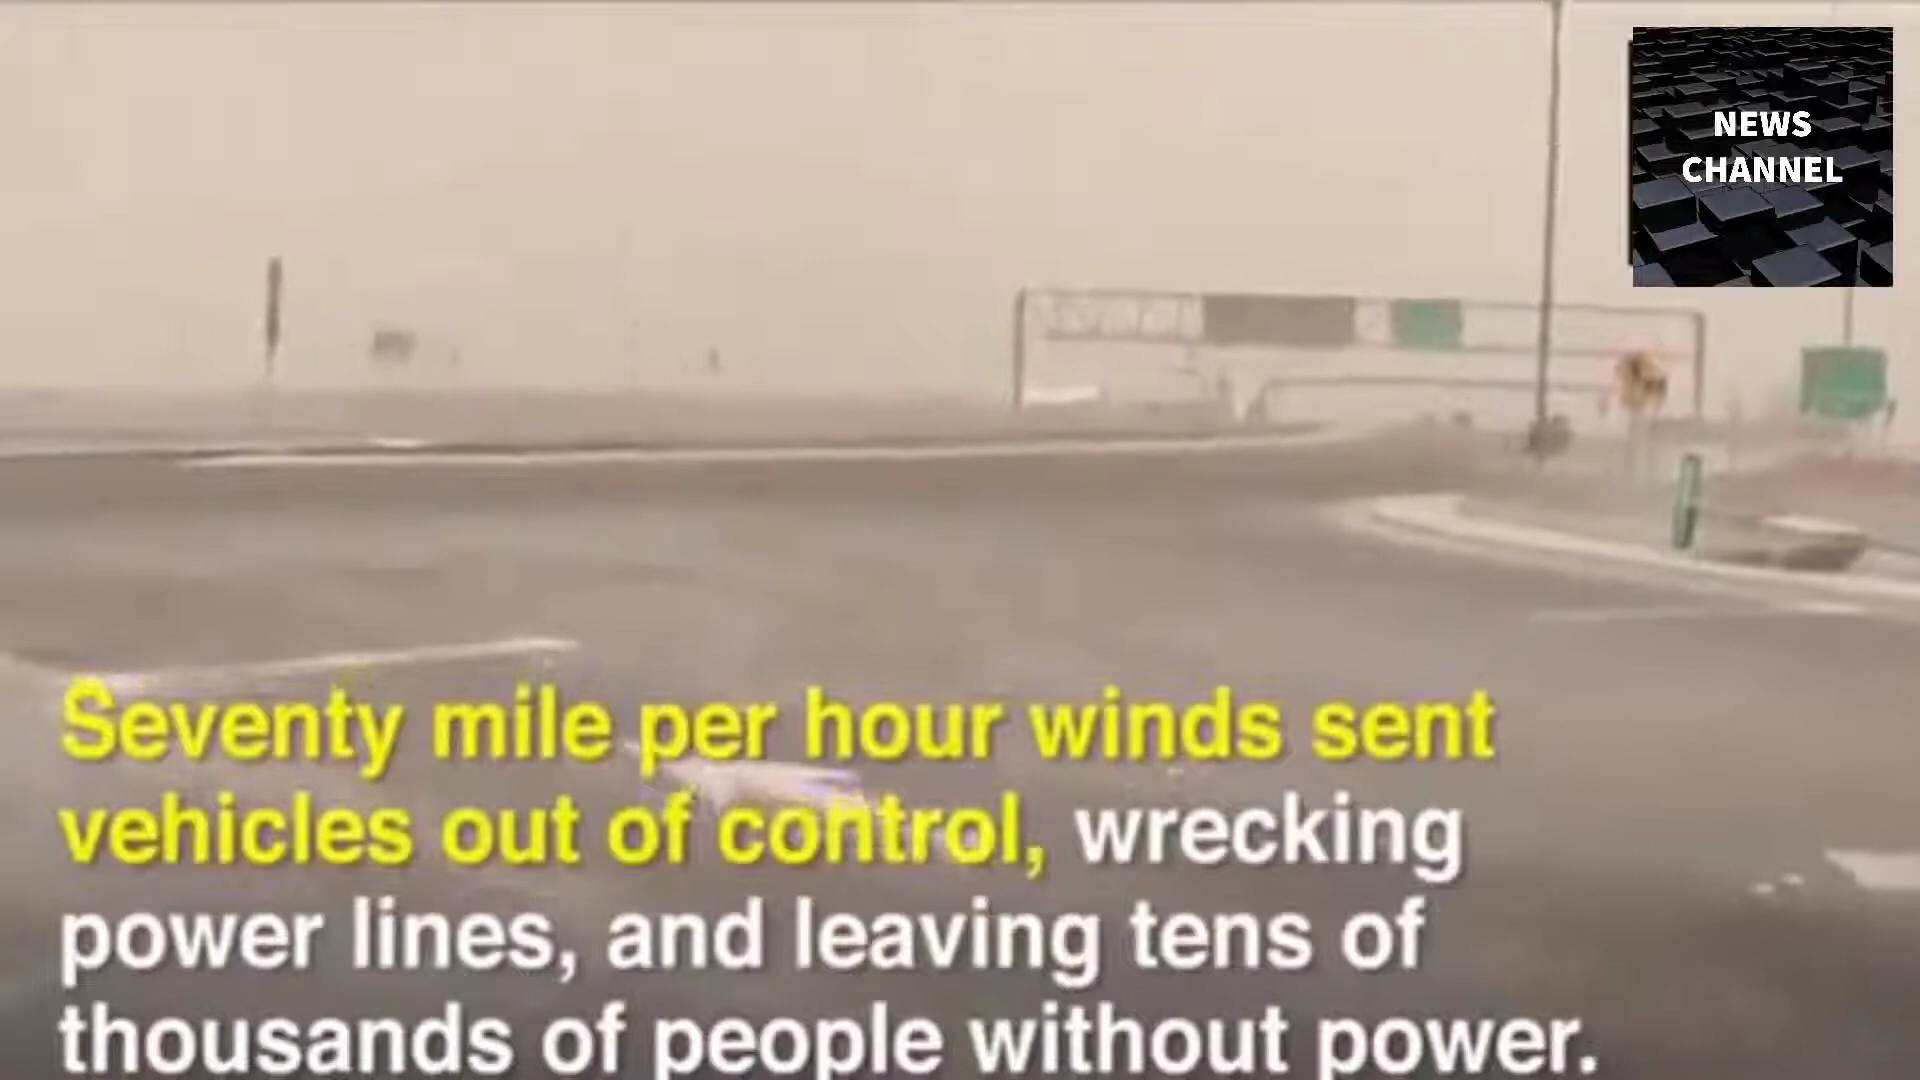 NEWS
CHANNEL
Seventy mile per hour winds sent
vehicles out of control, wrecking
power lines, and leaving tens of
thousands of people without power.